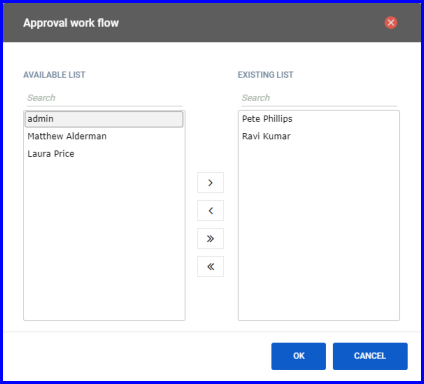 Approval work flow
AVAILABLE LIST
Search
admin
Matthew Alderman
Laura Price
>
<
»
«
EXISTING LIST
Search
Pete Phillips
Ravi Kumar
OK
CANCEL